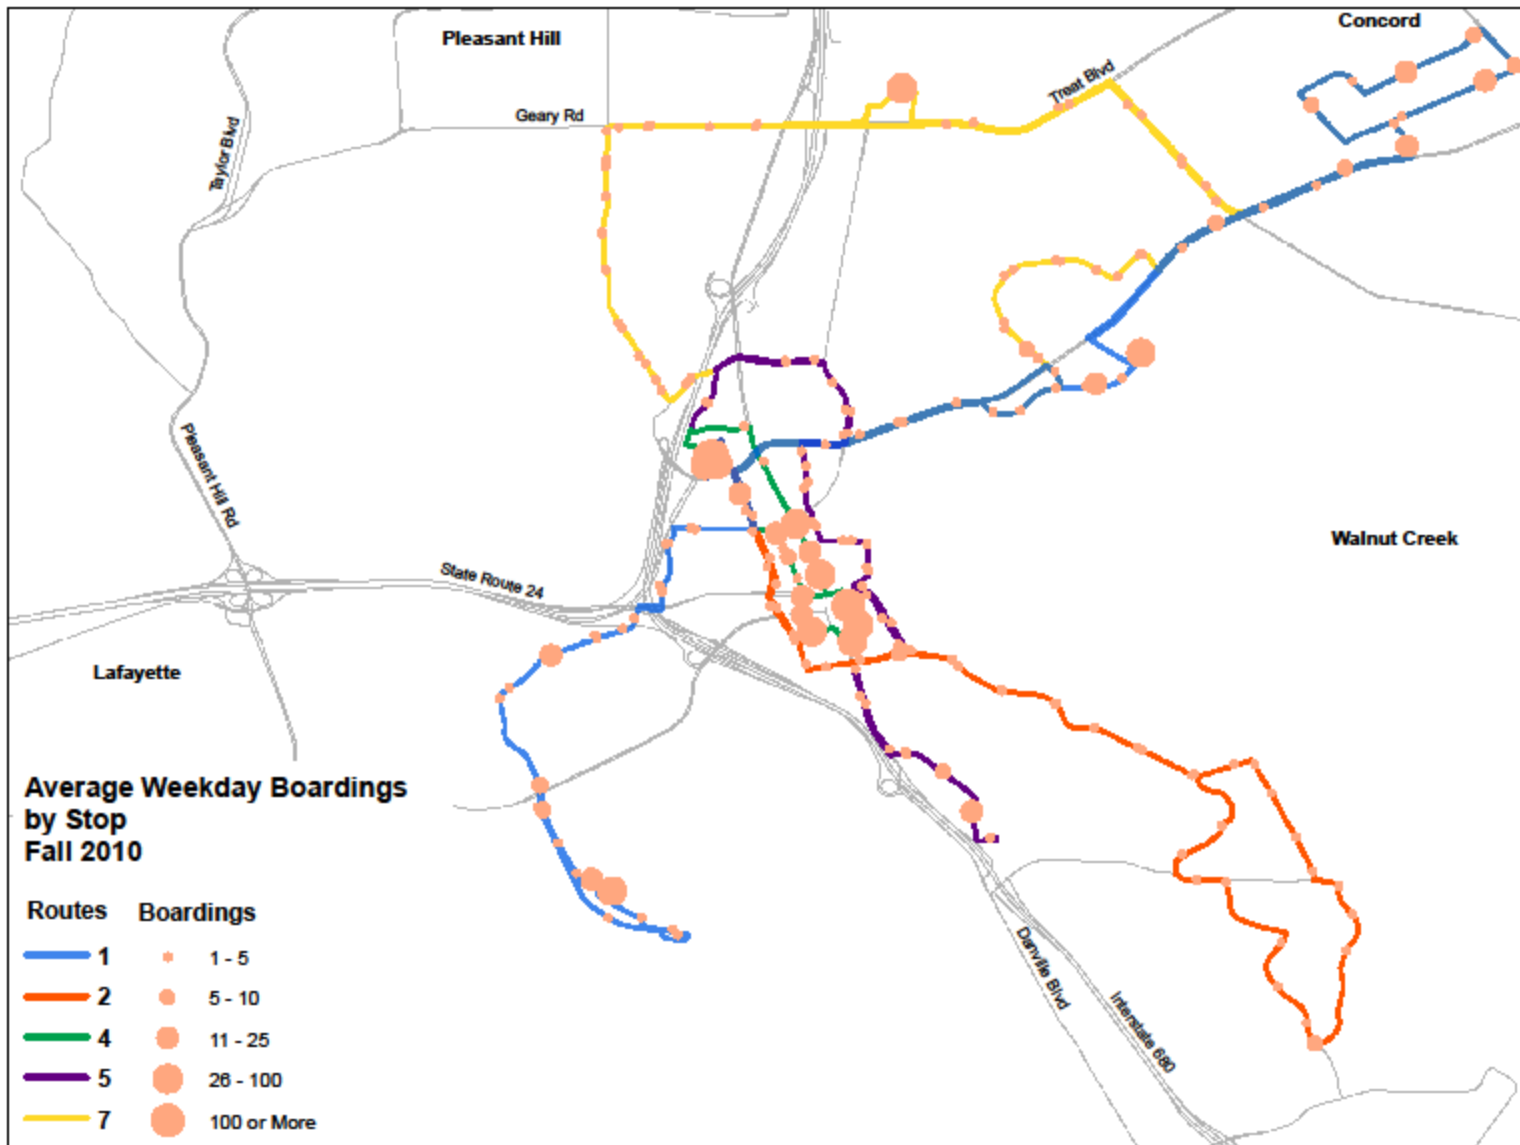 Concord
Pleasant Hill
Treat Blvd
Geary Rd
Taylor Blvd
Pleasant Hill Rd
Walnut Creek
State Route 24
Lafayette
Average Weekday Boardings
by Stop
Fall 2010
Routes Boardings
1 1 - 5
2 5 - 10
4 11 - 25
5 26 - 100
7 100 or More
Danville Blvd
Interstate 680